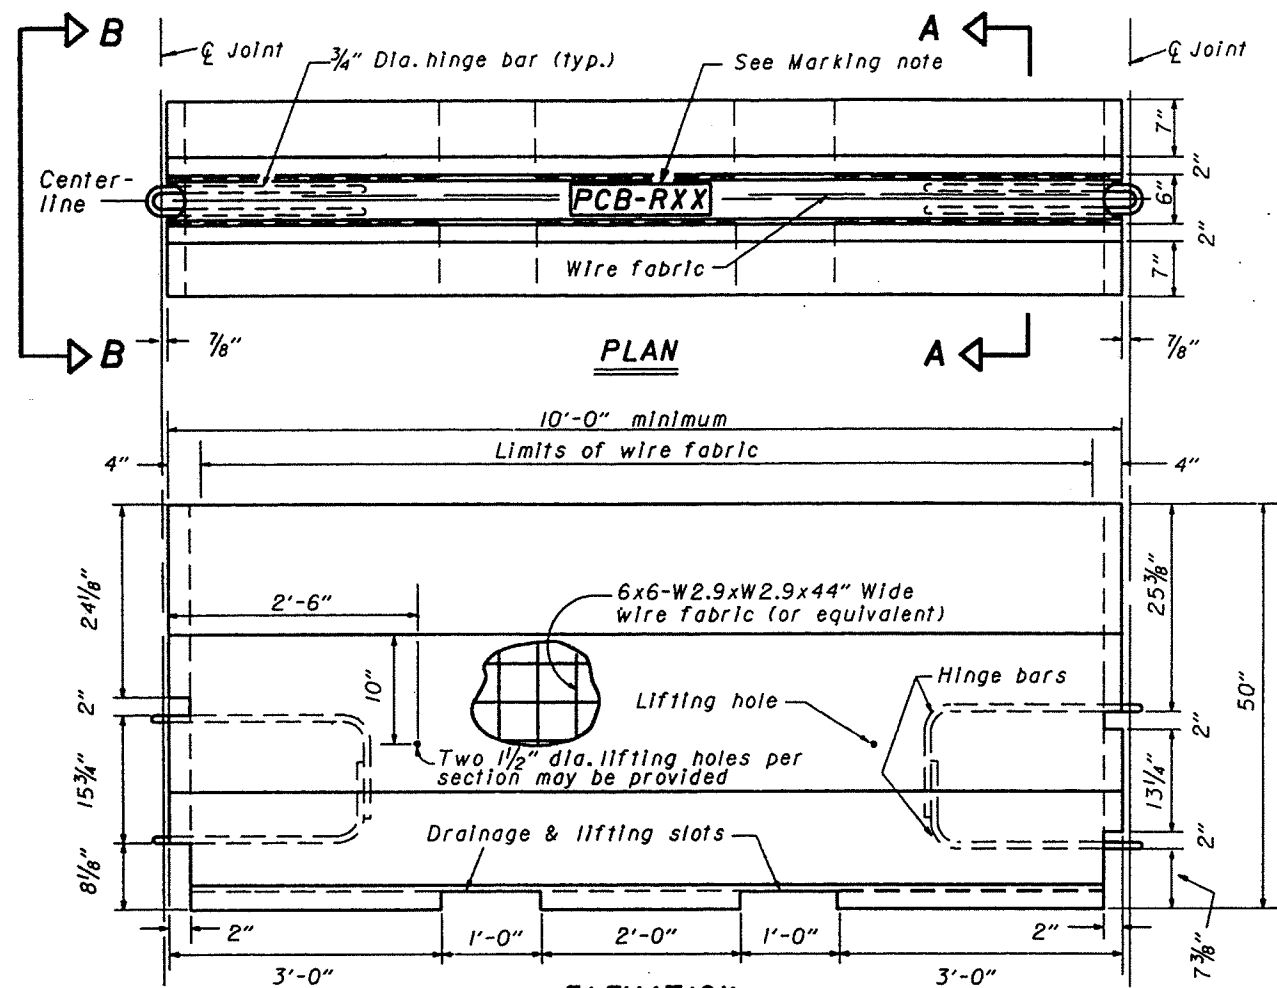 B
℄ Joint
3/4" Dia. hinge bar (typ.)
See Marking note
A
℄ Joint
7"
2"
6"
2"
7"
Center-
line
PCB-RXX
Wire fabric
B
7/8"
PLAN
A
7/8"
10'-0" minimum
4"
Limits of wire fabric
4"
24 1/8"
2'-6"
6x6-W2.9xW2.9x44" Wide
wire fabric (or equivalent)
25 3/8"
50"
10"
2"
Lifting hole
Hinge bars
2"
15 3/4"
Two 1 1/2" dia. lifting holes per
section may be provided
13 1/4"
Drainage & lifting slots
2"
8 1/8"
2"
1'-0"
2'-0"
1'-0"
2"
7 3/8"
3'-0"
3'-0"